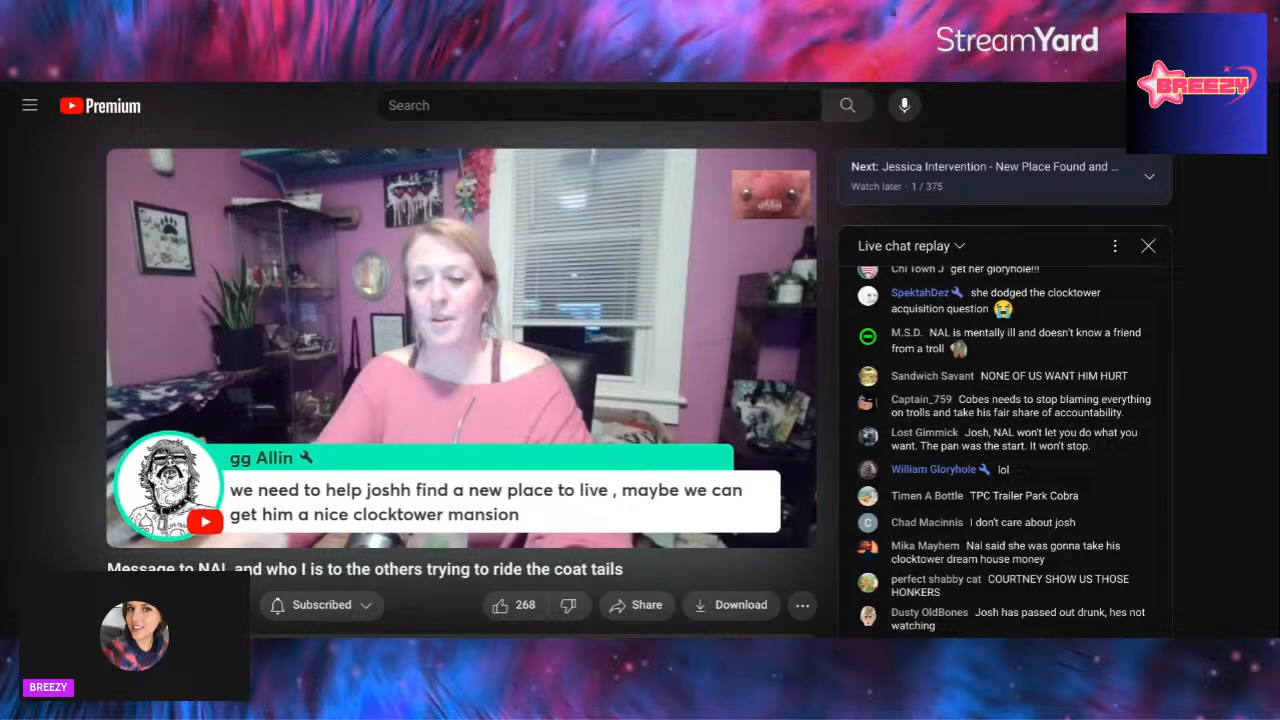 StreamYard
BREEZY
Premium
Search
Next: Jessica Intervention - New Place Found and ...
Watch later · 1 / 375
gg Allin
we need to help joshh find a new place to live , maybe we can
get him a nice clocktower mansion
Message to NAL and who I is to the others trying to ride the coat tails
Subscribed
268
Share
Download
Live chat replay
Chi Town J get her gloryhole!!!
SpektahDez she dodged the clocktower
acquisition question
M.S.D. NAL is mentally ill and doesn't know a friend
from a troll
Sandwich Savant NONE OF US WANT HIM HURT
Captain_759 Cobes needs to stop blaming everything
on trolls and take his fair share of accountability.
Lost Gimmick Josh, NAL won't let you do what you
want. The pan was the start. It won't stop.
William Gloryhole lol
Timen A Bottle TPC Trailer Park Cobra
C Chad Macinnis I don't care about josh
Mika Mayhem Nal said she was gonna take his
clocktower dream house money
perfect shabby cat COURTNEY SHOW US THOSE
HONKERS
Dusty OldBones Josh has passed out drunk, hes not
watching
BREEZY